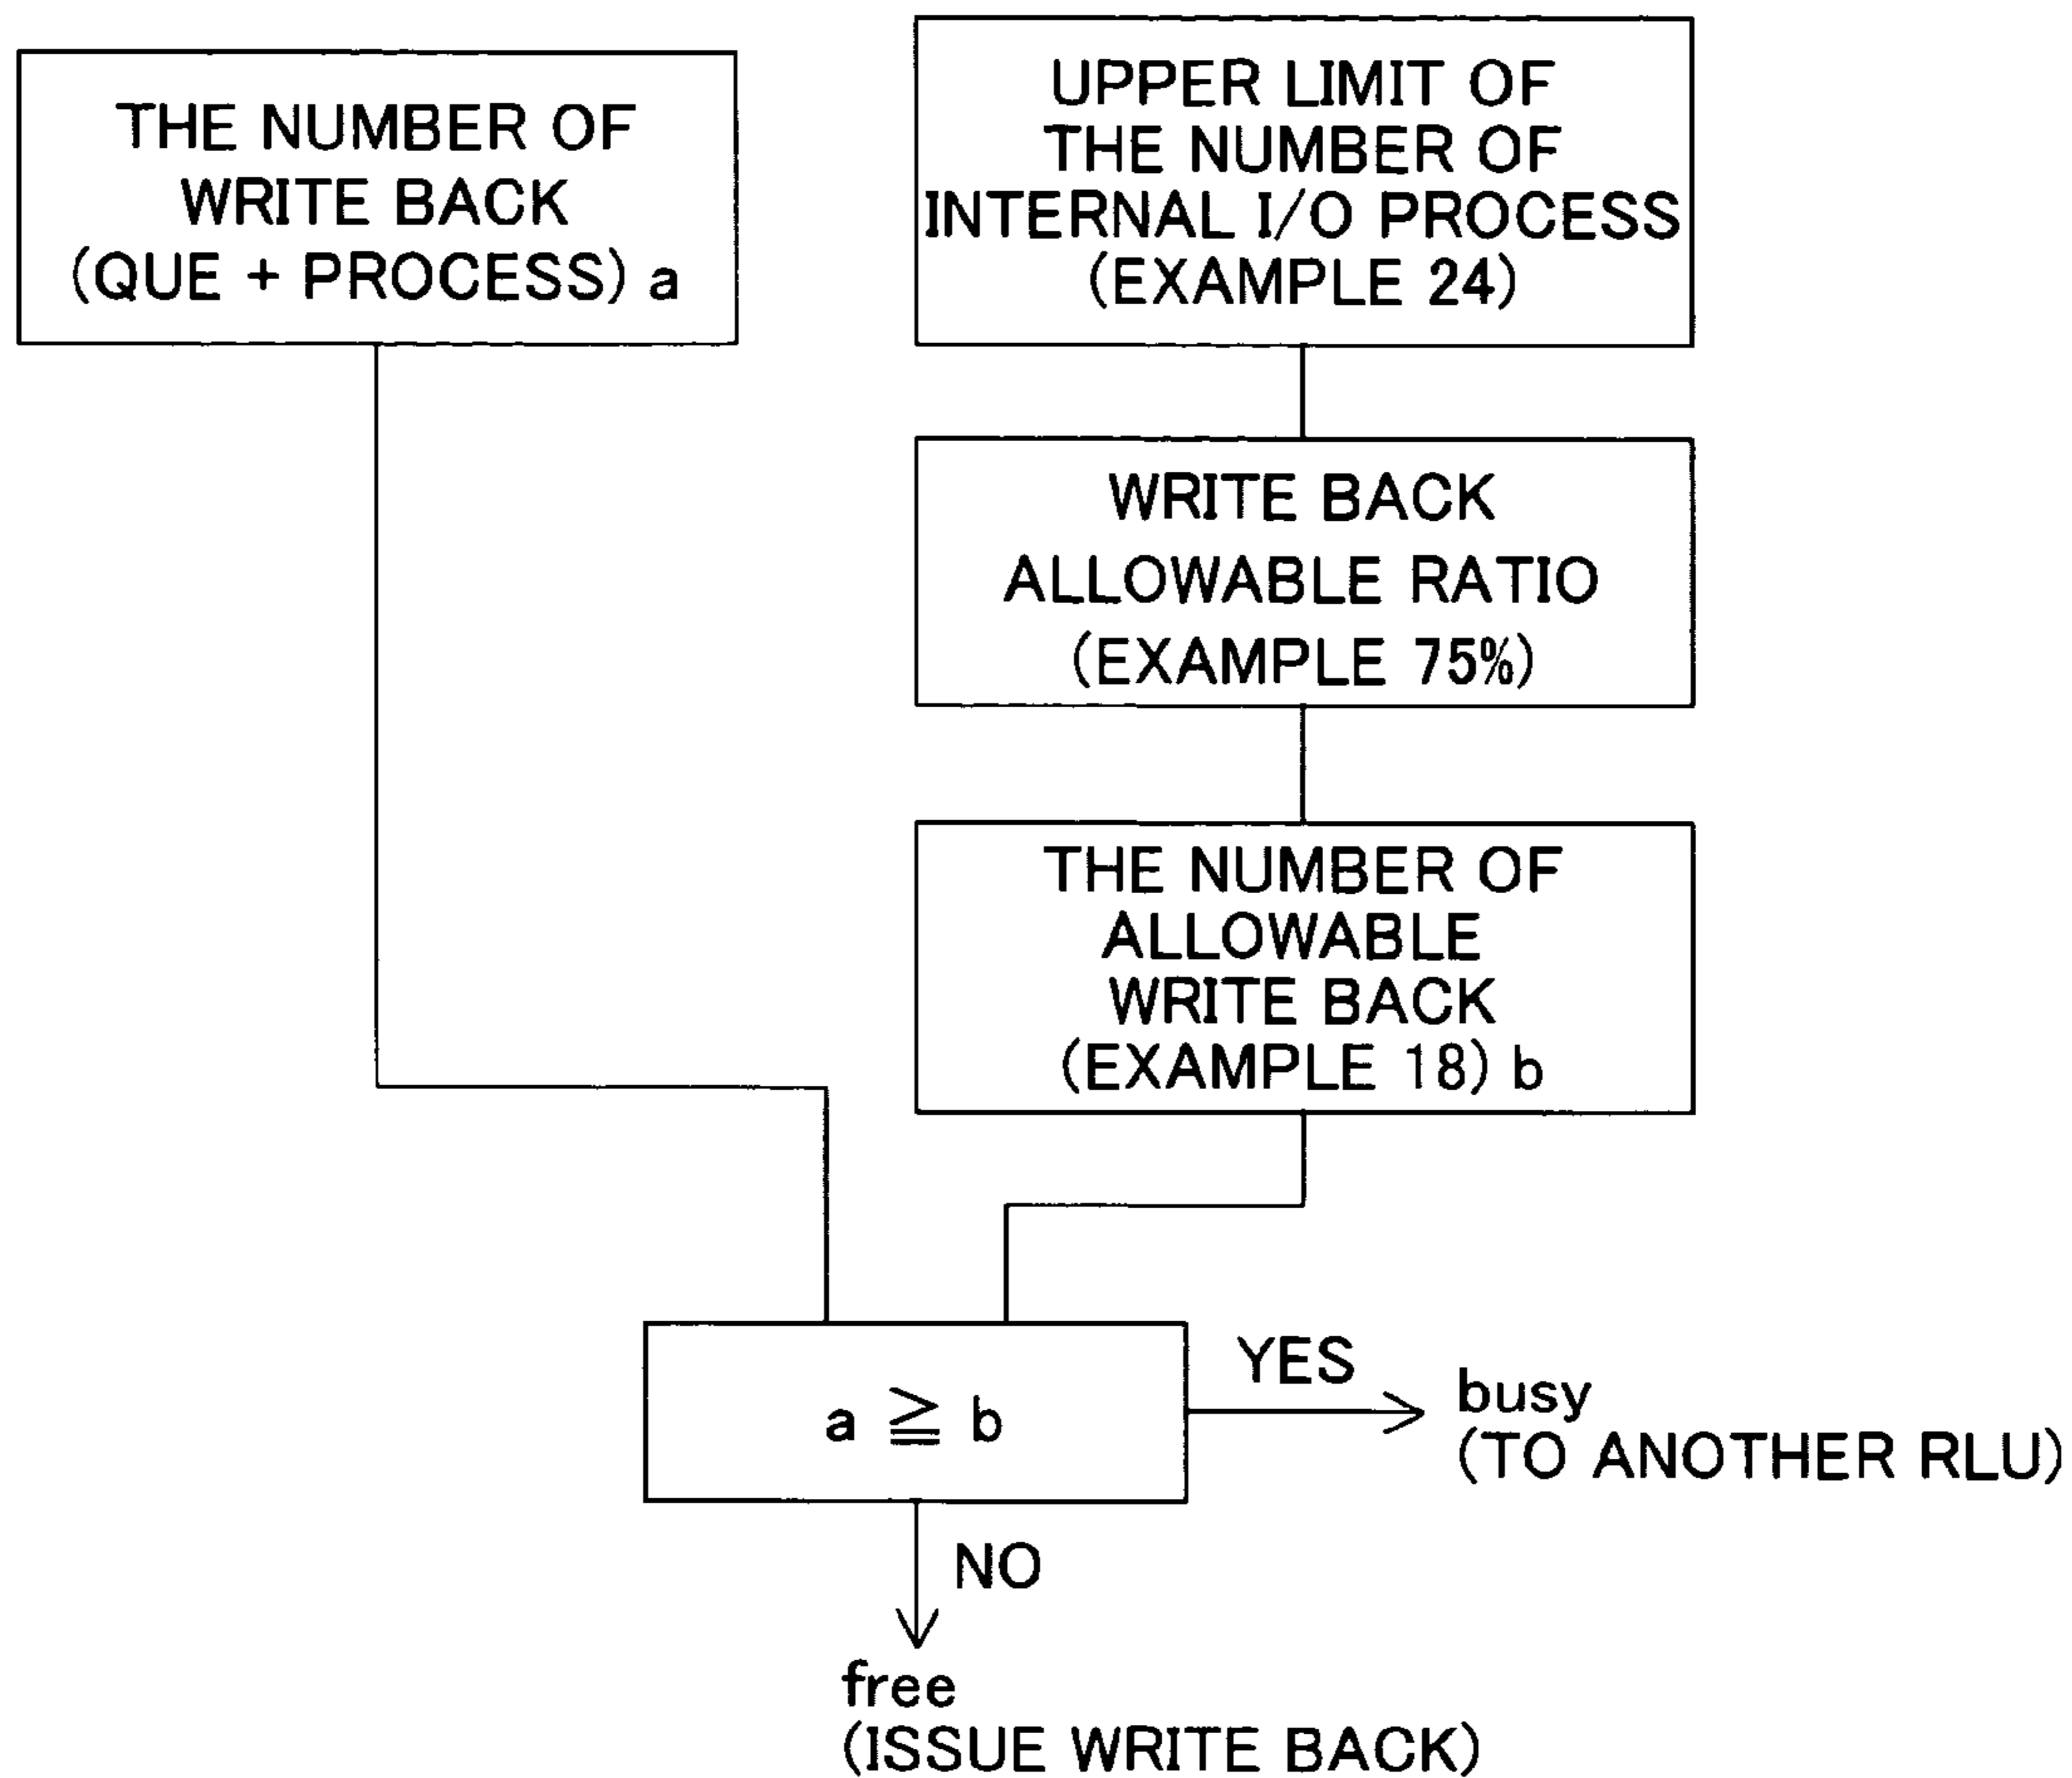 THE NUMBER OF
WRITE BACK
(QUE + PROCESS) a
UPPER LIMIT OF
THE NUMBER OF
INTERNAL I/O PROCESS
(EXAMPLE 24)
WRITE BACK
ALLOWABLE RATIO
(EXAMPLE 75%)
THE NUMBER OF
ALLOWABLE
WRITE BACK
(EXAMPLE 18) b
a ≧ b
YES
busy
(TO ANOTHER RLU)
NO
free
(ISSUE WRITE BACK)